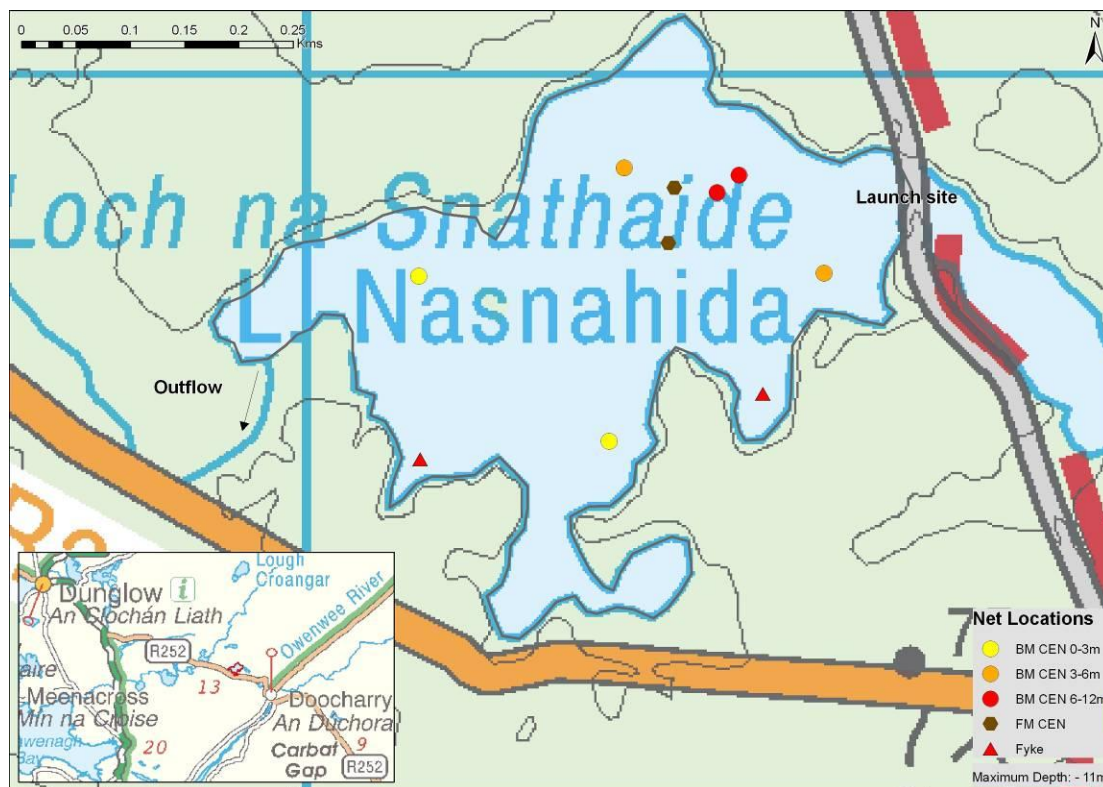 0 0.05 0.1 0.15 0.2 0.25
Kms
N
Loch na Snathaide
L. Nasnahida
Launch site
Outflow
Dunglow i
An Clochán Liath
Lough
Croangar
Owenwee River
R252
13
Meenacross
Mín na Croise
20
Doocharry
An Duchora
Carbat
Gap
9
R252
Net Locations
BM CEN 0-3m
BM CEN 3-6m
BM CEN 6-12m
FM CEN
Fyke
Maximum Depth: - 11m